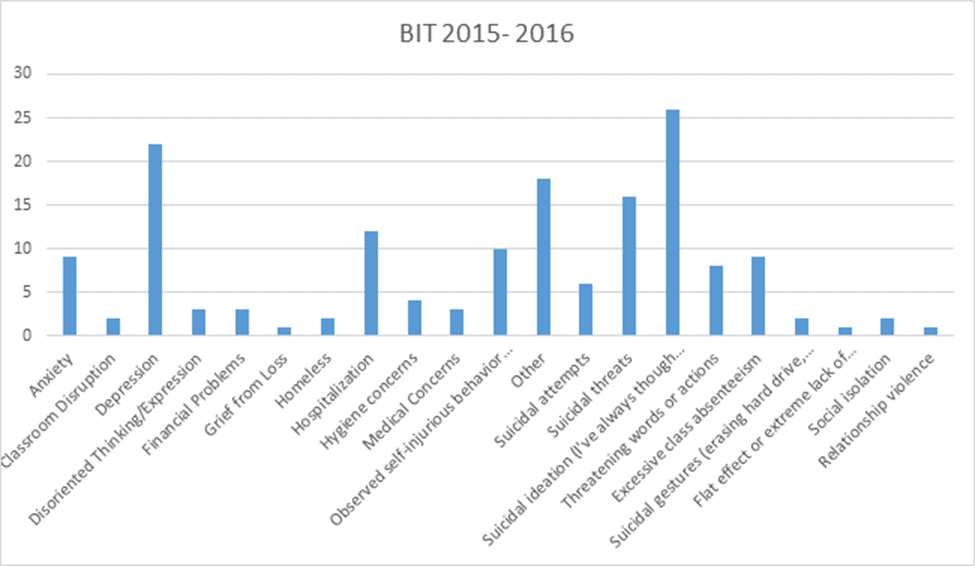 BIT 2015- 2016
30
25
20
15
10
5
0
Anxiety
Classroom Disruption
Depression
Disoriented Thinking/Expression
Financial Problems
Grief from Loss
Homeless
Hospitalization
Hygiene concerns
Medical Concerns
Observed self-injurious behavior...
Other
Suicidal attempts
Suicidal threats
Suicidal ideation (I've always though...
Threatening words or actions
Excessive class absenteeism
Suicidal gestures (erasing hard drive,...
Flat effect or extreme lack of...
Social isolation
Relationship violence